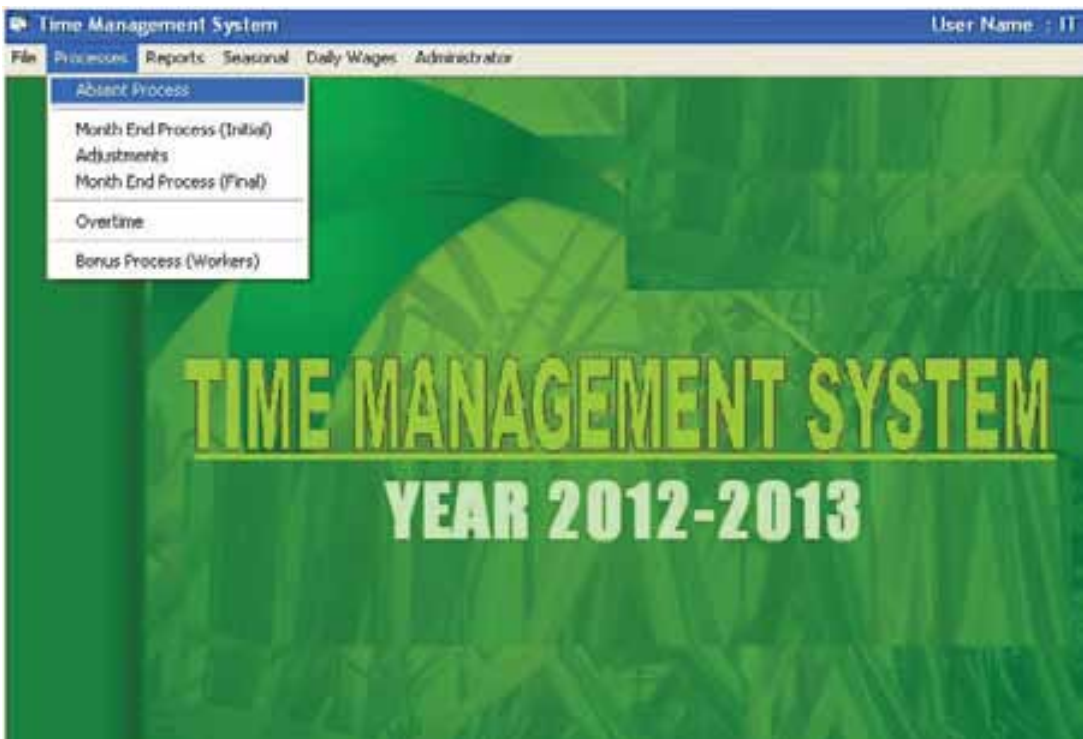 Time Management System User Name : IT
File Processes Reports Seasonal Daily Wages Administrator
Absent Process
Month End Process (Initial)
Adjustments
Month End Process (Final)
Overtime
Bonus Process (Workers)
TIME MANAGEMENT SYSTEM
YEAR 2012-2013